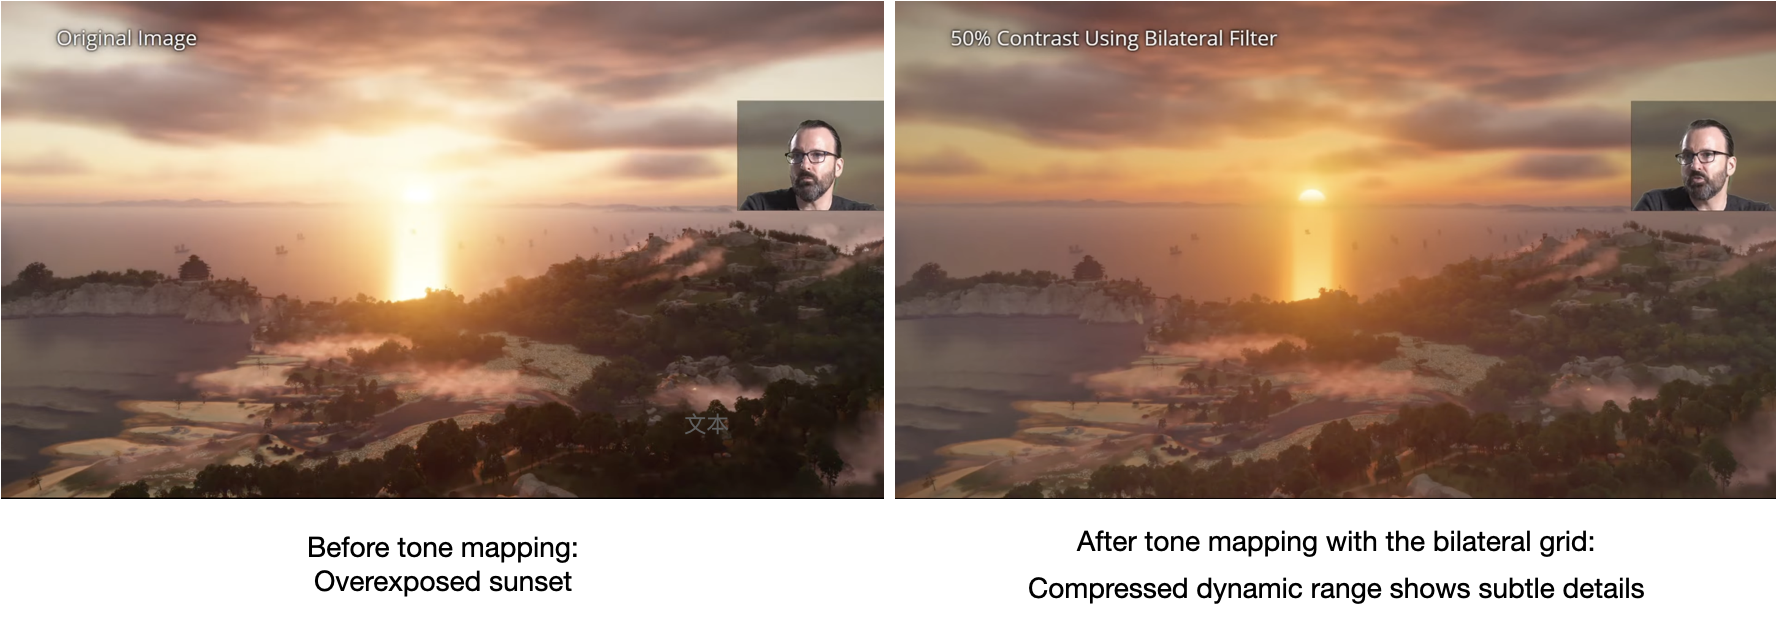 Original Image
50% Contrast Using Bilateral Filter
文本
Before tone mapping:
Overexposed sunset
After tone mapping with the bilateral grid:
Compressed dynamic range shows subtle details